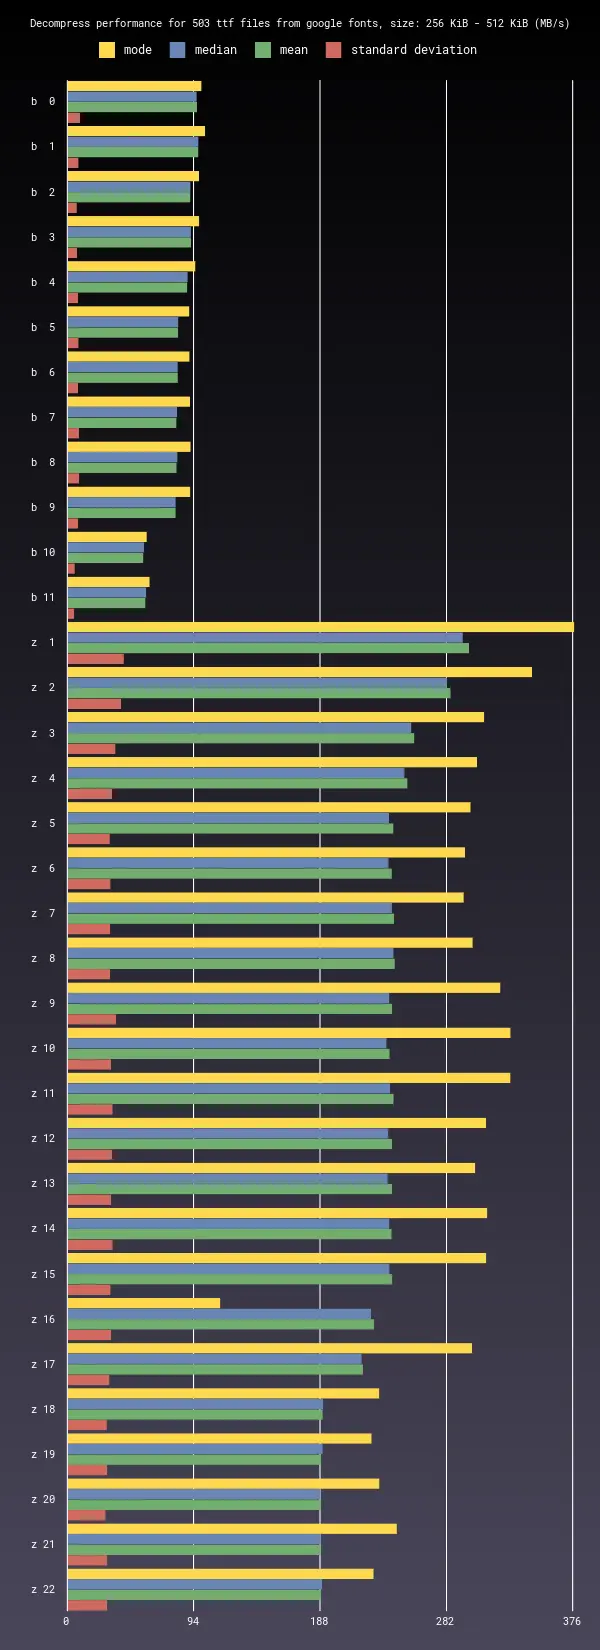 Decompress performance for 503 ttf files from google fonts, size: 256 KiB - 512 KiB (MB/s)
mode median mean standard deviation
b 0
b 1
b 2
b 3
b 4
b 5
b 6
b 7
b 8
b 9
b 10
b 11
z 1
z 2
z 3
z 4
z 5
z 6
z 7
z 8
z 9
z 10
z 11
z 12
z 13
z 14
z 15
z 16
z 17
z 18
z 19
z 20
z 21
z 22
0 94 188 282 376